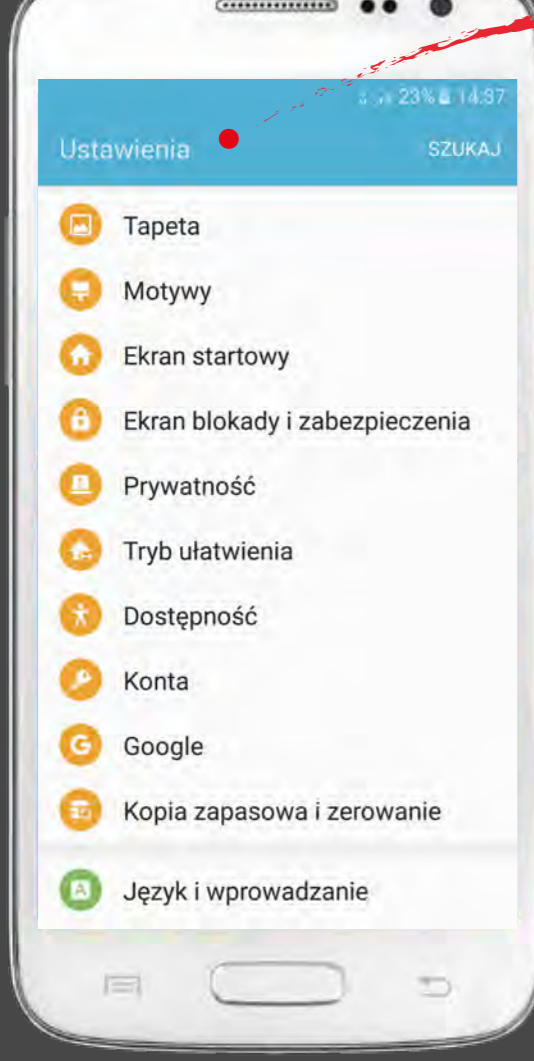 23% 14:37
Ustawienia
SZUKAJ
Tapeta
Motywy
Ekran startowy
Ekran blokady i zabezpieczenia
Prywatność
Tryb ułatwienia
Dostępność
Konta
Google
Kopia zapasowa i zerowanie
Język i wprowadzanie